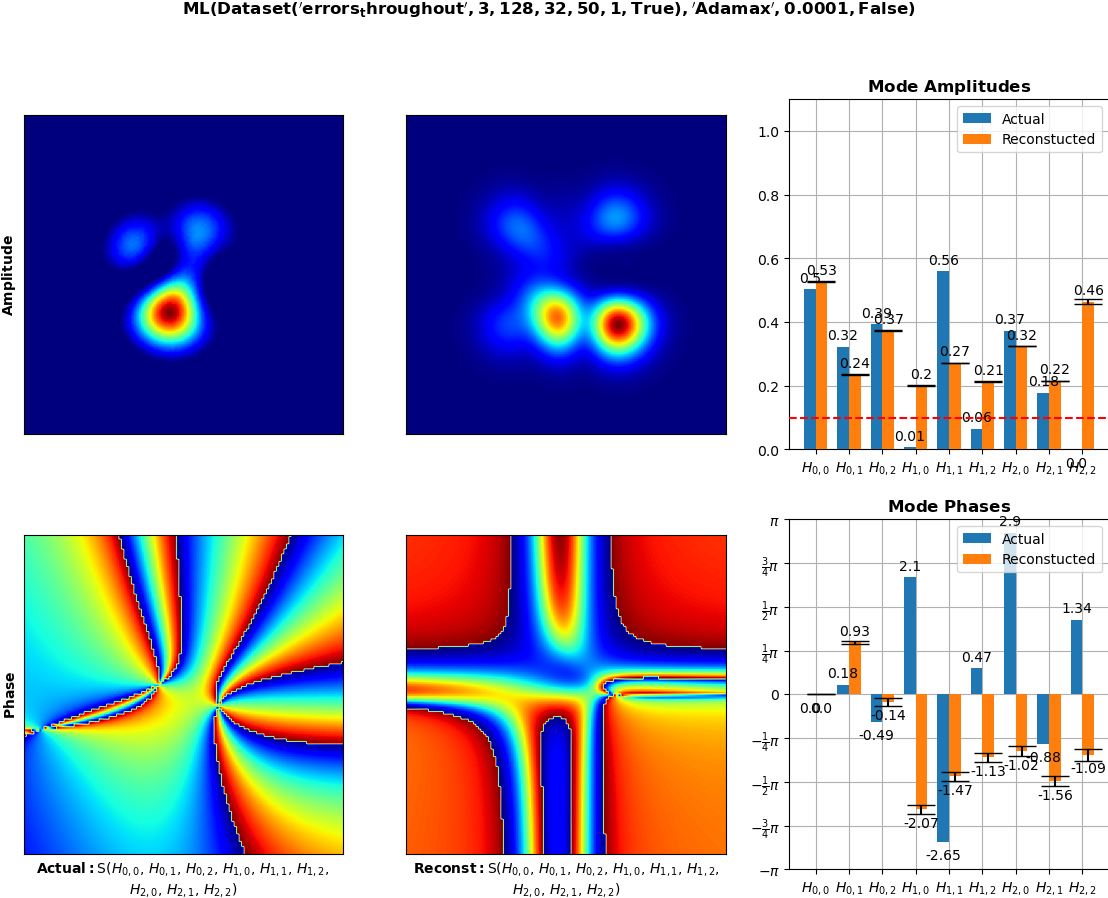 ML(Dataset('errors_throughout', 3, 128, 32, 50, 1, True), 'Adamax', 0.0001, False)
Amplitude
Mode Amplitudes
Actual
Reconstucted
1.0
0.8
0.6
0.4
0.2
0.0
0.5 0.53
0.32 0.24
0.39 0.37
0.01 0.2
0.56 0.27
0.06 0.21
0.37 0.32
0.18 0.22
0.0 0.46
H0,0 H0,1 H0,2 H1,0 H1,1 H1,2 H2,0 H2,1 H2,2
Phase
Actual: S(H0,0, H0,1, H0,2, H1,0, H1,1, H1,2,
H2,0, H2,1, H2,2)
Reconst: S(H0,0, H0,1, H0,2, H1,0, H1,1, H1,2,
H2,0, H2,1, H2,2)
Mode Phases
Actual
Reconstucted
π
3/4π
1/2π
1/4π
0
−1/4π
−1/2π
−3/4π
−π
0.0 0.0
0.18 0.93
-0.49 -0.14
2.1 -2.07
-2.65 -1.47
0.47 -1.13
2.9 -1.02
-0.88 -1.56
1.34 -1.09
H0,0 H0,1 H0,2 H1,0 H1,1 H1,2 H2,0 H2,1 H2,2